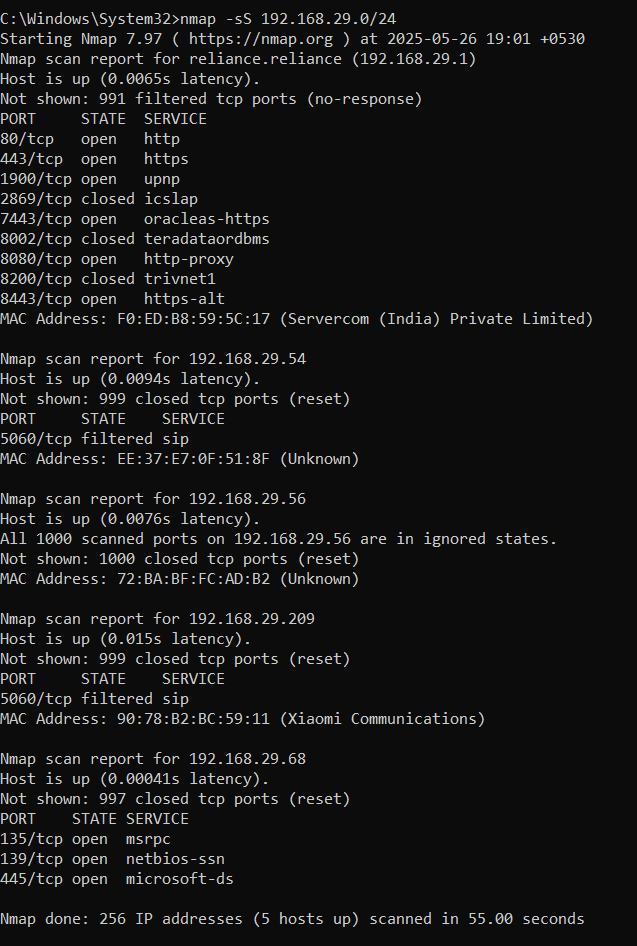 C:\Windows\System32>nmap -sS 192.168.29.0/24
Starting Nmap 7.97 ( https://nmap.org ) at 2025-05-26 19:01 +0530
Nmap scan report for reliance.reliance (192.168.29.1)
Host is up (0.0065s latency).
Not shown: 991 filtered tcp ports (no-response)
PORT     STATE  SERVICE
80/tcp   open   http
443/tcp  open   https
1900/tcp open   upnp
2869/tcp closed icslap
7443/tcp open   oracleas-https
8002/tcp closed teradataordbms
8080/tcp open   http-proxy
8200/tcp closed trivnet1
8443/tcp open   https-alt
MAC Address: F0:ED:B8:59:5C:17 (Servercom (India) Private Limited)

Nmap scan report for 192.168.29.54
Host is up (0.0094s latency).
Not shown: 999 closed tcp ports (reset)
PORT     STATE    SERVICE
5060/tcp filtered sip
MAC Address: EE:37:E7:0F:51:8F (Unknown)

Nmap scan report for 192.168.29.56
Host is up (0.0076s latency).
All 1000 scanned ports on 192.168.29.56 are in ignored states.
Not shown: 1000 closed tcp ports (reset)
MAC Address: 72:BA:BF:FC:AD:B2 (Unknown)

Nmap scan report for 192.168.29.209
Host is up (0.015s latency).
Not shown: 999 closed tcp ports (reset)
PORT     STATE    SERVICE
5060/tcp filtered sip
MAC Address: 90:78:B2:BC:59:11 (Xiaomi Communications)

Nmap scan report for 192.168.29.68
Host is up (0.00041s latency).
Not shown: 997 closed tcp ports (reset)
PORT    STATE SERVICE
135/tcp open  msrpc
139/tcp open  netbios-ssn
445/tcp open  microsoft-ds

Nmap done: 256 IP addresses (5 hosts up) scanned in 55.00 seconds